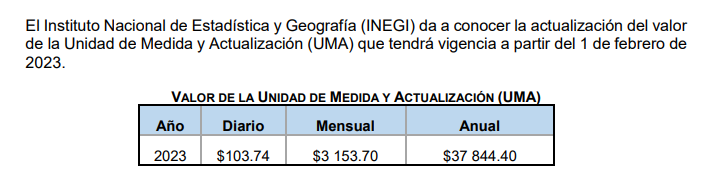 El Instituto Nacional de Estadística y Geografía (INEGI) da a conocer la actualización del valor
de la Unidad de Medida y Actualización (UMA) que tendrá vigencia a partir del 1 de febrero de
2023.
VALOR DE LA UNIDAD DE MEDIDA Y ACTUALIZACIÓN (UMA)
Año Diario Mensual Anual
2023 $103.74 $3 153.70 $37 844.40